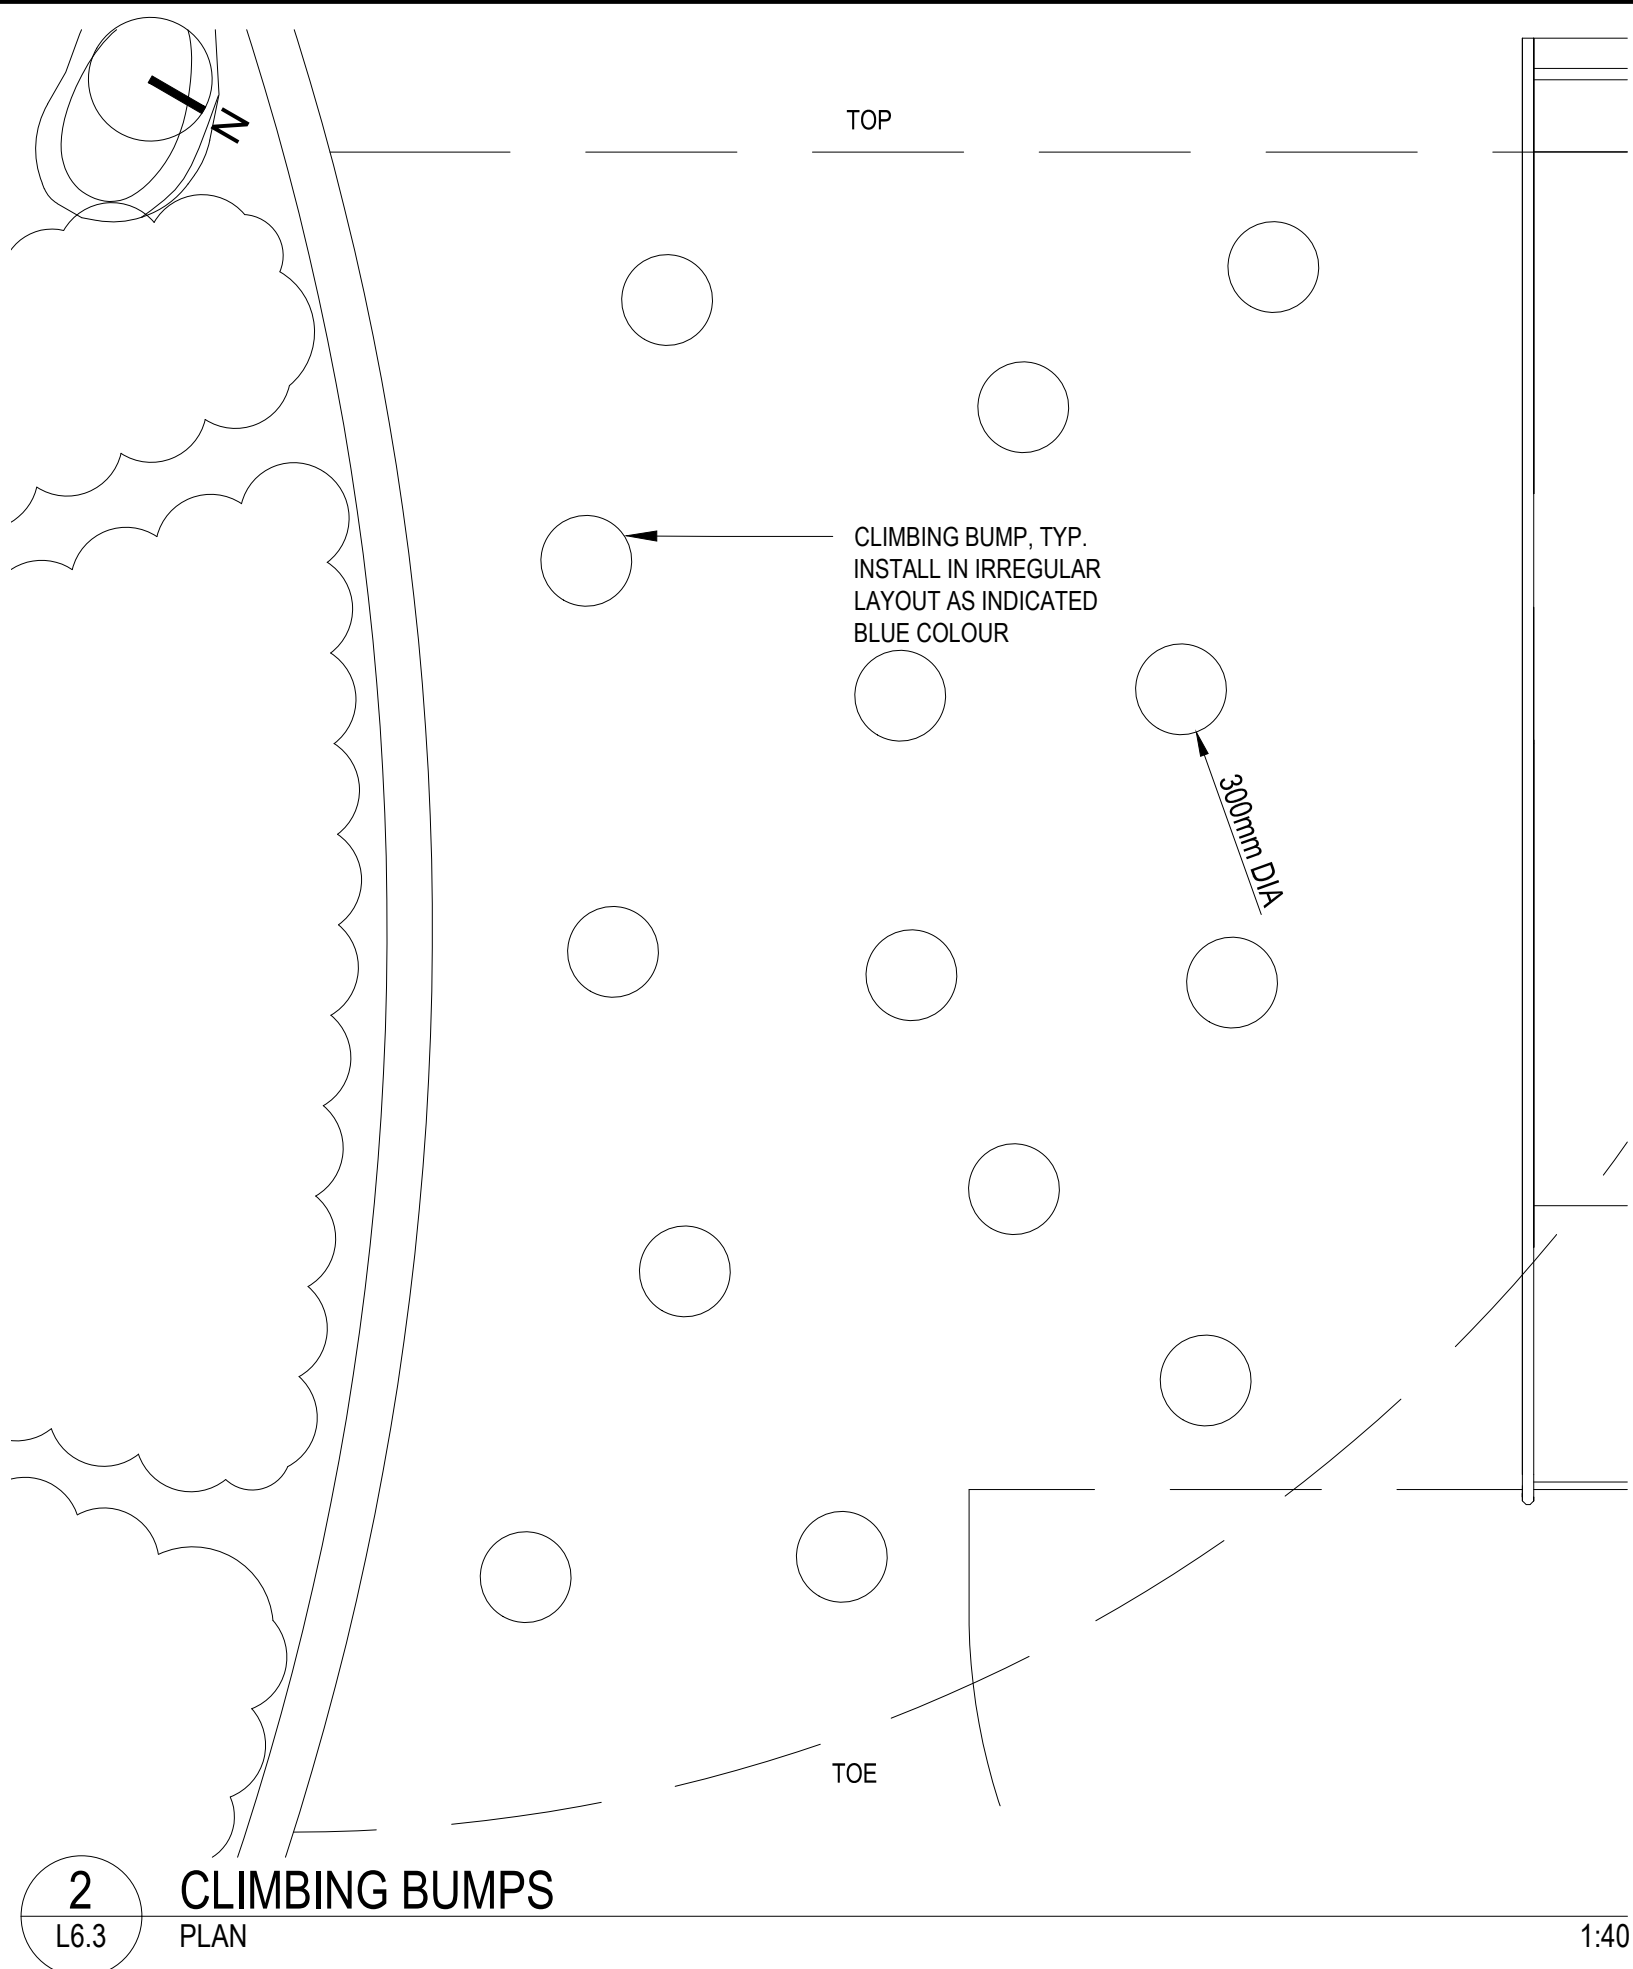 N
TOP
CLIMBING BUMP, TYP.
INSTALL IN IRREGULAR
LAYOUT AS INDICATED
BLUE COLOUR
300mm DIA
TOE
2
CLIMBING BUMPS
L6.3
PLAN
1:40